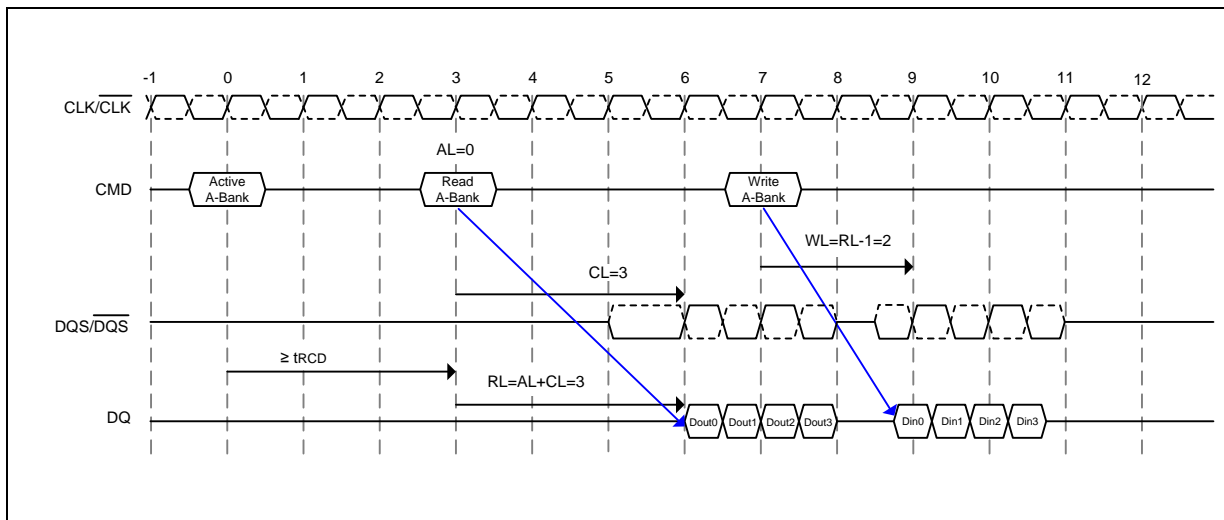 -1 0 1 2 3 4 5 6 7 8 9 10 11 12
CLK/CLK
AL=0
CMD
Active
A-Bank
Read
A-Bank
Write
A-Bank
WL=RL-1=2
CL=3
DQS/DQS
≥ tRCD
RL=AL+CL=3
DQ
Dout0 Dout1 Dout2 Dout3 Din0 Din1 Din2 Din3